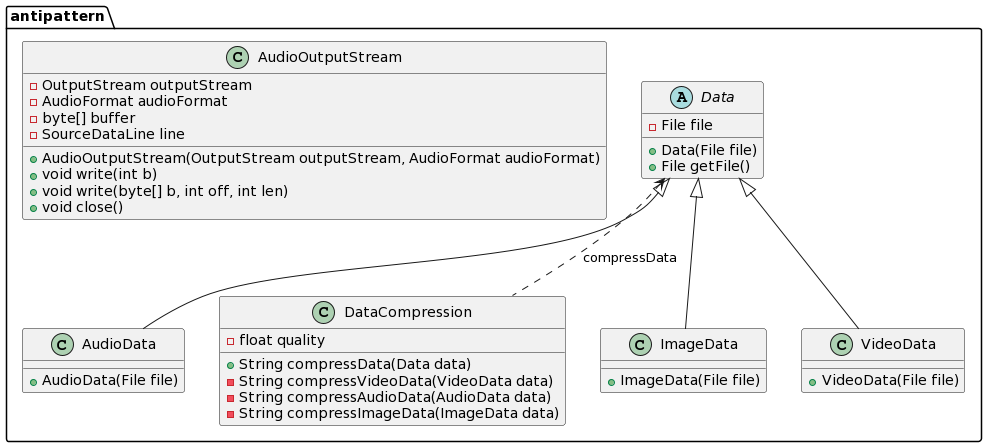 antipattern
C AudioOutputStream
OutputStream outputStream
AudioFormat audioFormat
byte[] buffer
SourceDataLine line
AudioOutputStream(OutputStream outputStream, AudioFormat audioFormat)
void write(int b)
void write(byte[] b, int off, int len)
void close()
A Data
File file
Data(File file)
File getFile()
compressData
C AudioData
AudioData(File file)
C DataCompression
float quality
String compressData(Data data)
String compressVideoData(VideoData data)
String compressAudioData(AudioData data)
String compressImageData(ImageData data)
C ImageData
ImageData(File file)
C VideoData
VideoData(File file)